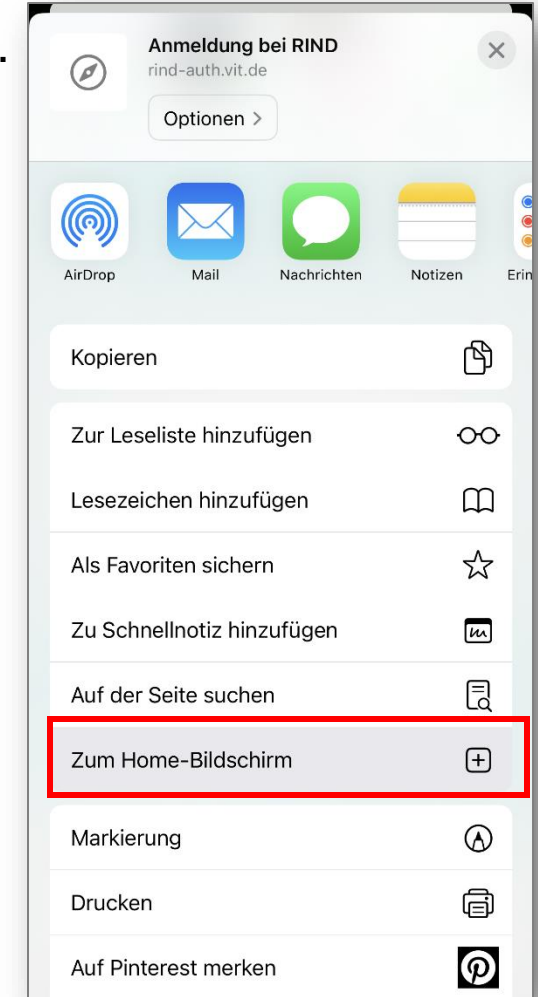 Anmeldung bei RIND
rind-auth.vit.de
Optionen >
AirDrop Mail Nachrichten Notizen Erin
Kopieren
Zur Leseliste hinzufügen
Lesezeichen hinzufügen
Als Favoriten sichern
Zu Schnellnotiz hinzufügen
Auf der Seite suchen
Zum Home-Bildschirm
Markierung
Drucken
Auf Pinterest merken